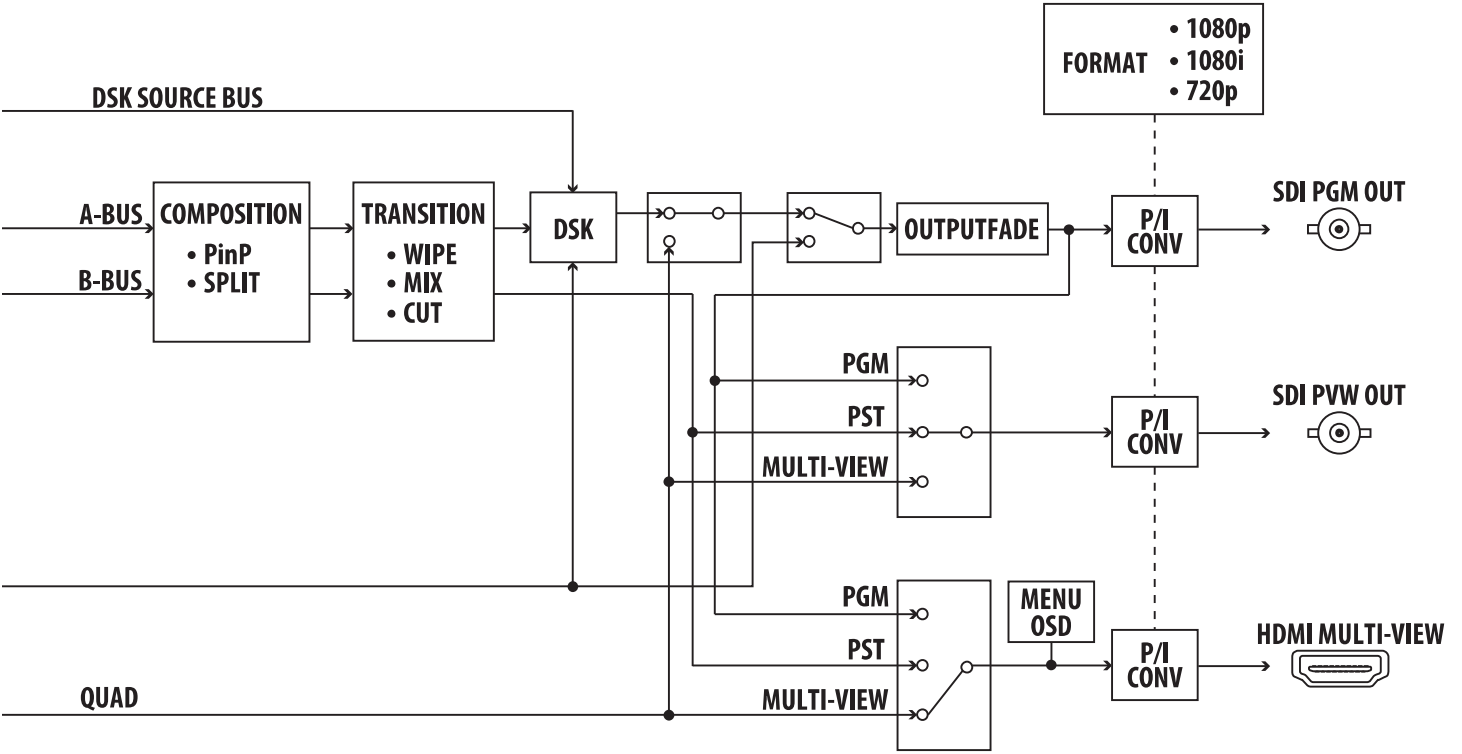 FORMAT
• 1080p
• 1080i
• 720p
DSK SOURCE BUS
A-BUS
B-BUS
COMPOSITION
• PinP
• SPLIT
TRANSITION
• WIPE
• MIX
• CUT
DSK
OUTPUTFADE
P/I
CONV
SDI PGM OUT
PGM
PST
MULTI-VIEW
P/I
CONV
SDI PVW OUT
PGM
PST
MULTI-VIEW
MENU
OSD
P/I
CONV
HDMI MULTI-VIEW
QUAD